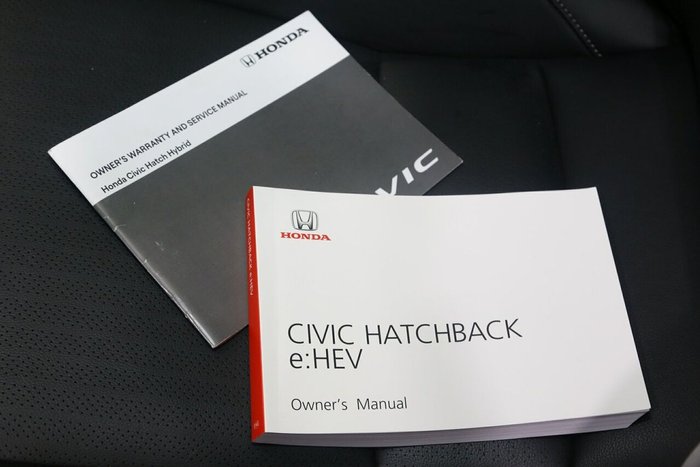 HONDA
OWNER'S WARRANTY AND SERVICE MANUAL
Honda Civic Hatch Hybrid
VIC
HONDA
CIVIC HATCHBACK
e:HEV
Owner's Manual
CIVIC HATCHBACK e:HEV